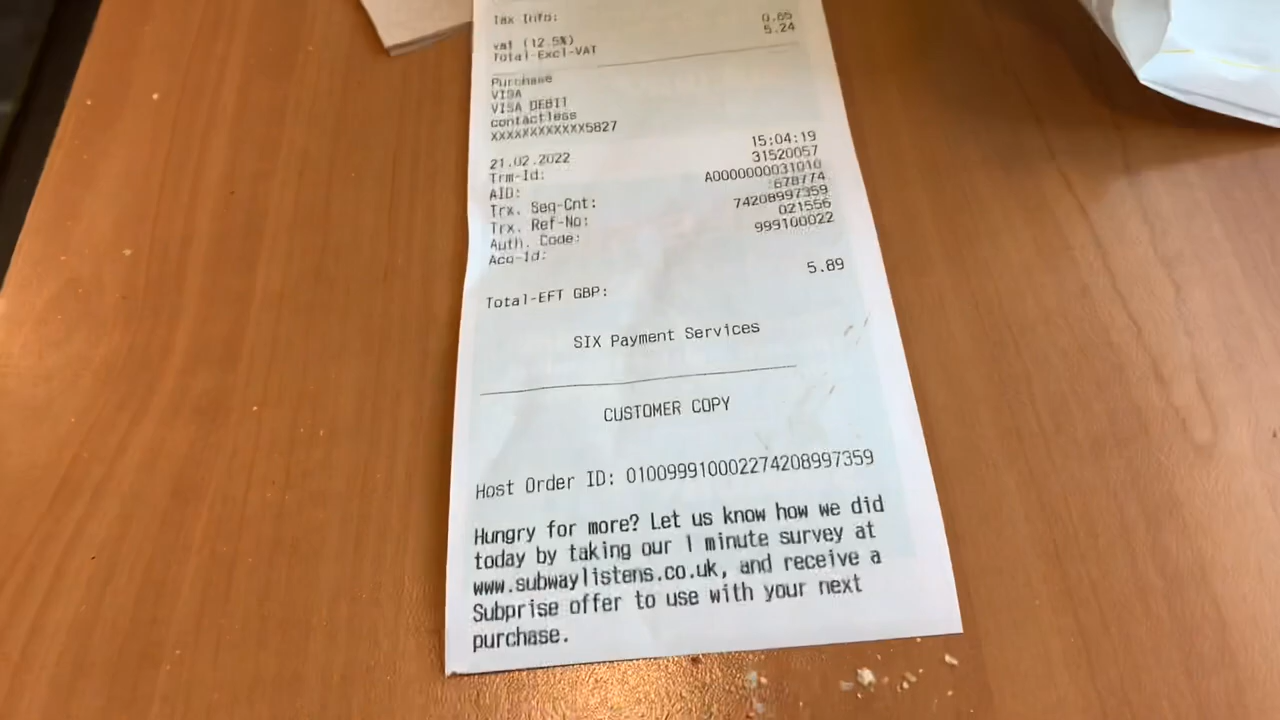 Tax Info:
vat (12.5%) 0.65
Total-Excl-VAT 5.24
Purchase
VISA
VISA DEBIT
contactless
XXXXXXXXXXXX5827
21.02.2022 15:04:19
Trm-Id: 31520057
AID: A0000000031010
Trx. Seq-Cnt: 678774
Trx. Ref-No: 74208997359
Auth. Code: 021556
Acq-Id: 999100022
Total-EFT GBP: 5.89
SIX Payment Services
CUSTOMER COPY
Host Order ID: 010099910002274208997359
Hungry for more? Let us know how we did
today by taking our 1 minute survey at
www.subwaylistens.co.uk, and receive a
Subprise offer to use with your next
purchase.